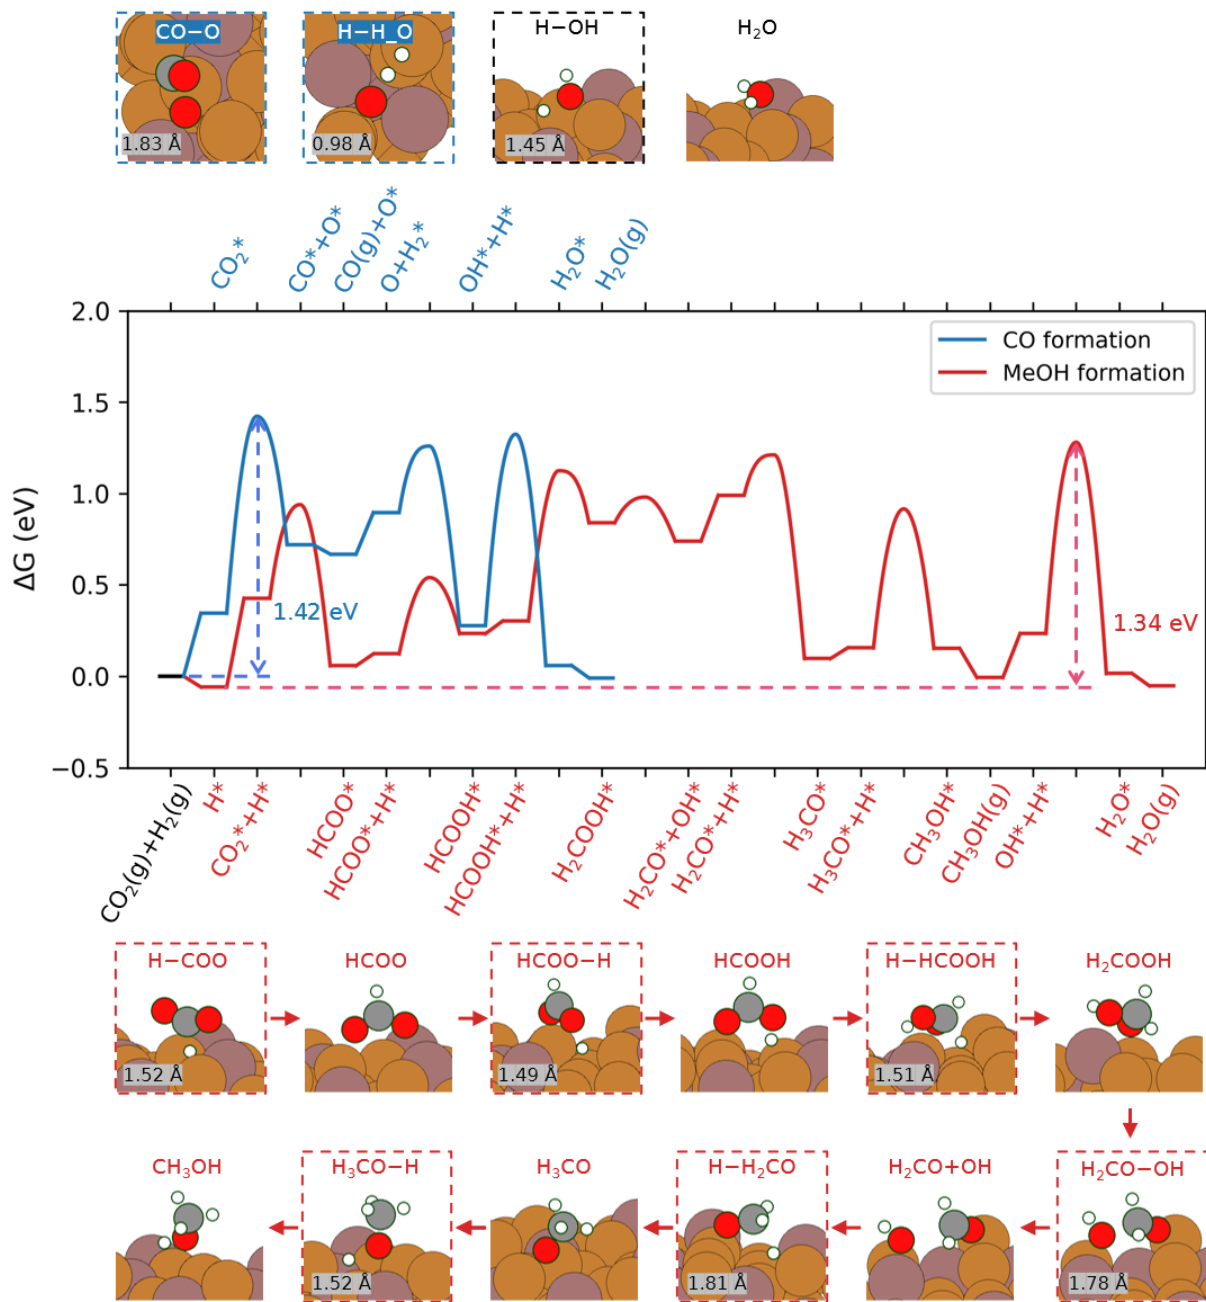 CO−O
H−H_O
H−OH
H₂O
1.83 Å
0.98 Å
1.45 Å
CO₂*
CO*+O*
CO(g)+O*
O+H₂*
OH*+H*
H₂O*
H₂O(g)
2.0
1.5
1.0
0.5
0.0
−0.5
ΔG (eV)
CO formation
MeOH formation
1.42 eV
1.34 eV
CO₂(g)+H₂(g)
H*
CO₂*+H*
HCOO*
HCOO*+H*
HCOOH*
HCOOH*+H*
H₂COOH*
H₂CO*+OH*
H₂CO*+H*
H₃CO*
H₃CO*+H*
CH₃OH*
CH₃OH(g)
OH*+H*
H₂O*
H₂O(g)
H−COO
HCOO
HCOO−H
HCOOH
H−HCOOH
H₂COOH
1.52 Å
1.49 Å
1.51 Å
CH₃OH
H₃CO−H
H₃CO
H−H₂CO
H₂CO+OH
H₂CO−OH
1.52 Å
1.81 Å
1.78 Å